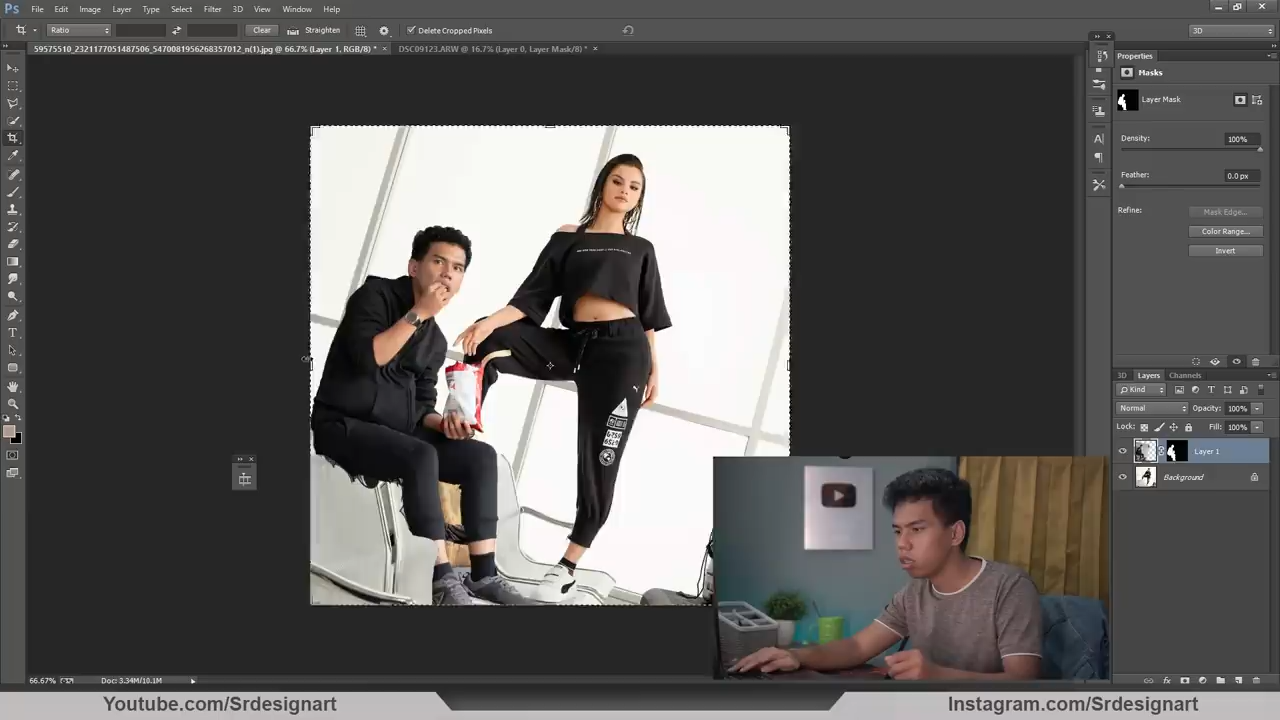 Ps File Edit Image Layer Type Select Filter 3D View Window Help
Ratio Clear Straighten Delete Cropped Pixels 3D
59575510_2321177051487506_5470081956268357012_n(1).jpg @ 66.7% (Layer 1, RGB/8) * × DSC09123.ARW @ 16.7% (Layer 0, Layer Mask/8) * ×
Properties
Masks
Layer Mask
Density: 100%
Feather: 0.0 px
Refine: Mask Edge...
Color Range...
Invert
3D Layers Channels
Kind
Normal Opacity: 100%
Lock: Fill: 100%
Layer 1
Background
66.67% Doc: 3.34M/10.1M
Youtube.com/Srdesignart Instagram.com/Srdesignart